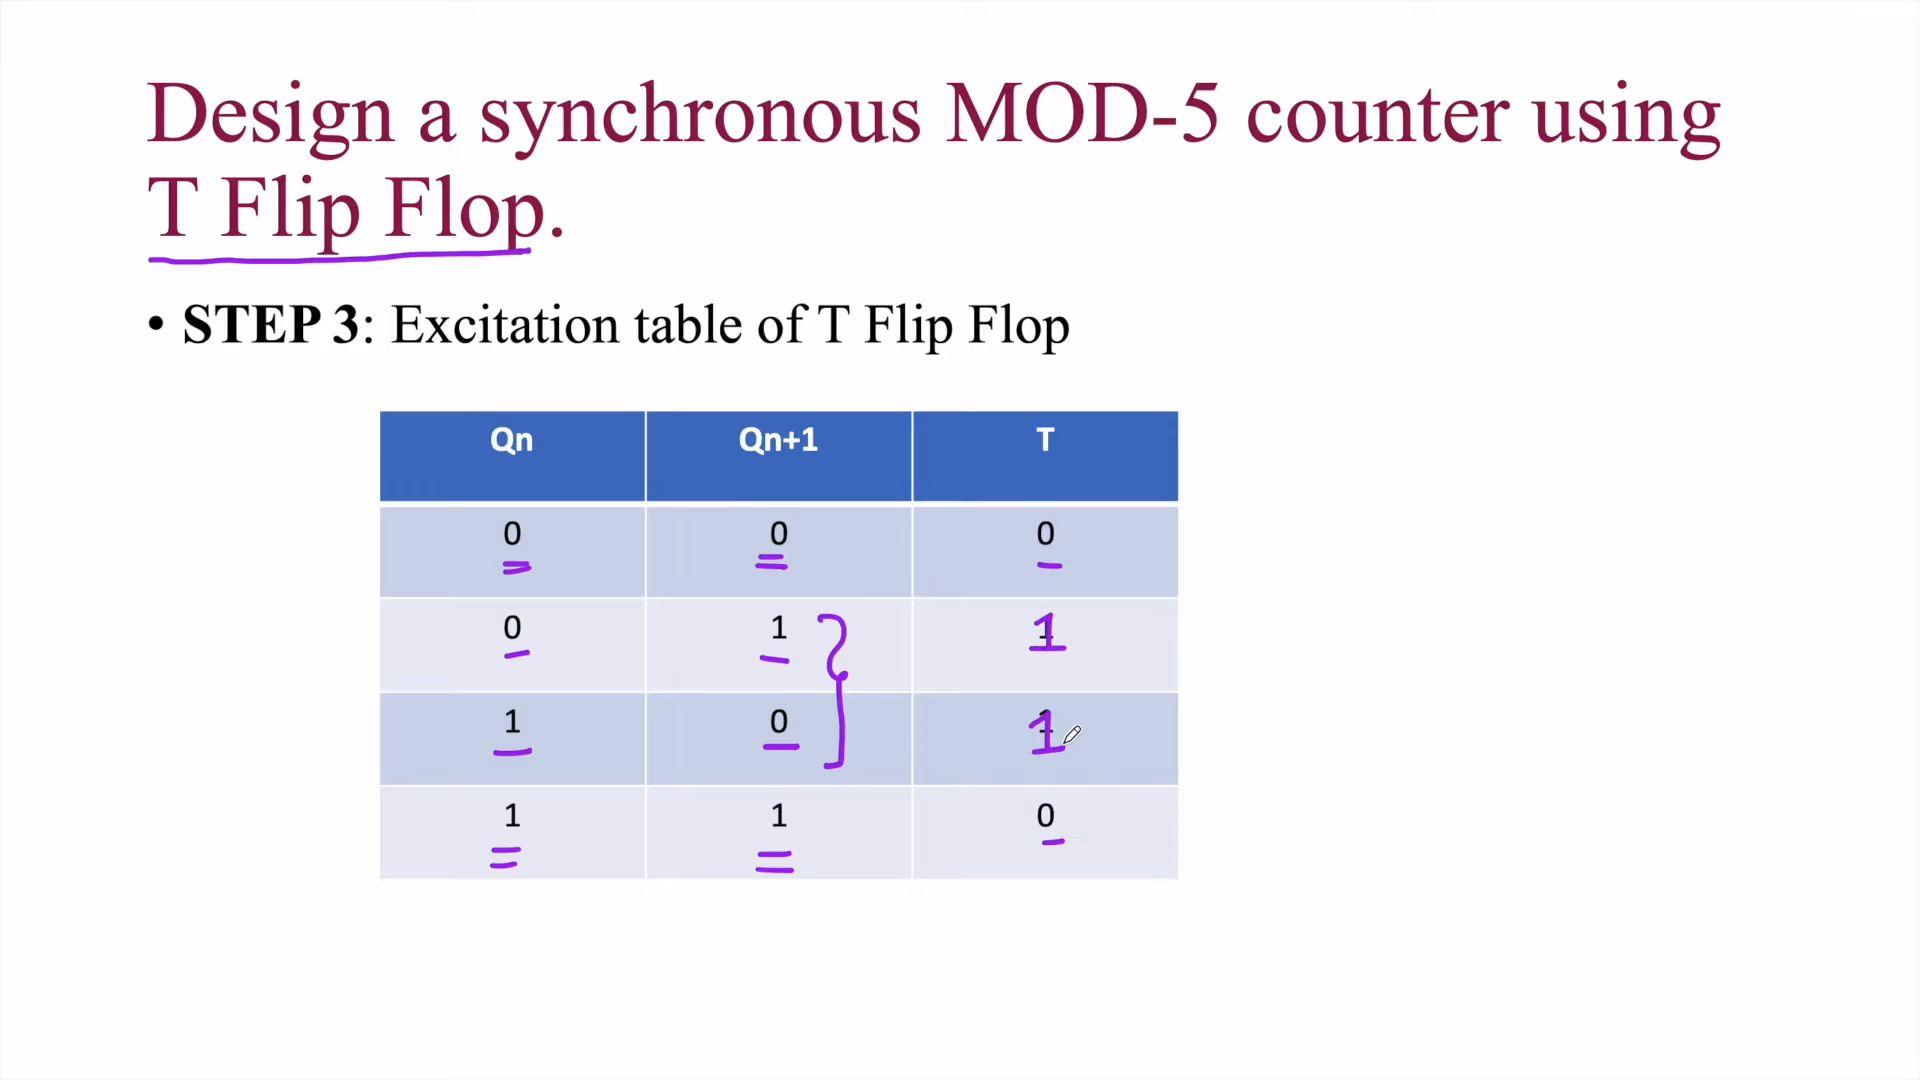 Design a synchronous MOD-5 counter using
T Flip Flop.
• STEP 3: Excitation table of T Flip Flop
Qn Qn+1 T
0 0 0
0 1 1
1 0 1
1 1 0